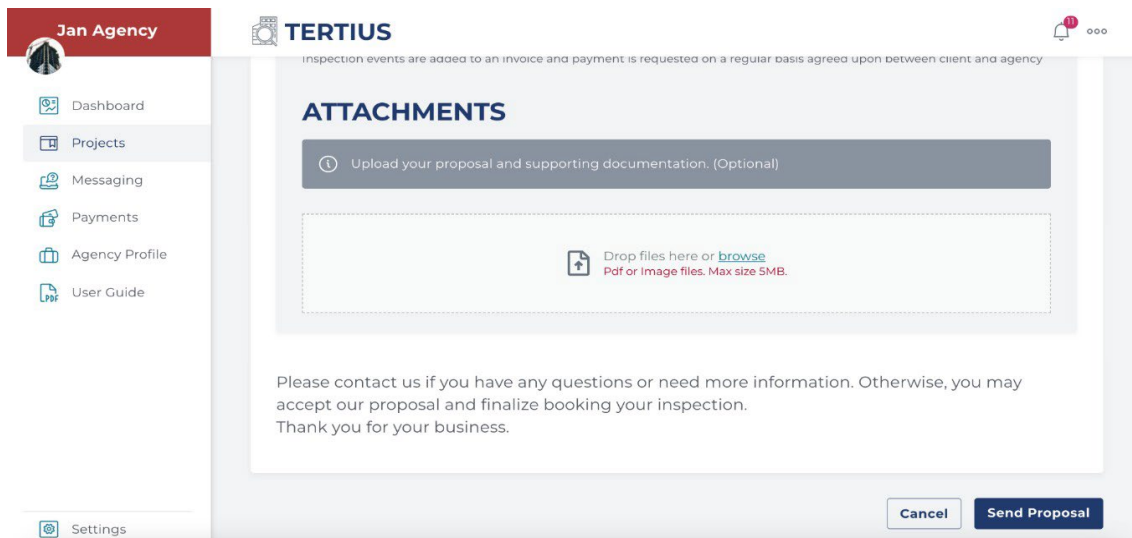 Jan Agency
TERTIUS
11
Dashboard
Projects
Messaging
Payments
Agency Profile
PDF
User Guide
Settings
Inspection events are added to an invoice and payment is requested on a regular basis agreed upon between client and agency
ATTACHMENTS
Upload your proposal and supporting documentation. (Optional)
Drop files here or browse
Pdf or Image files. Max size 5MB.
Please contact us if you have any questions or need more information. Otherwise, you may
accept our proposal and finalize booking your inspection.
Thank you for your business.
Cancel
Send Proposal